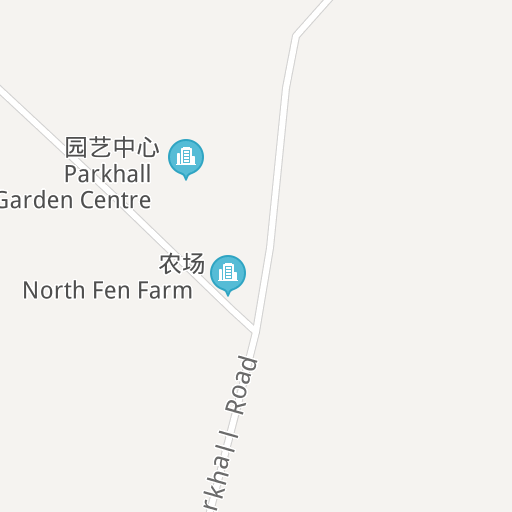 园艺中心
Parkhall
Garden Centre
农场
North Fen Farm
rkhall Road